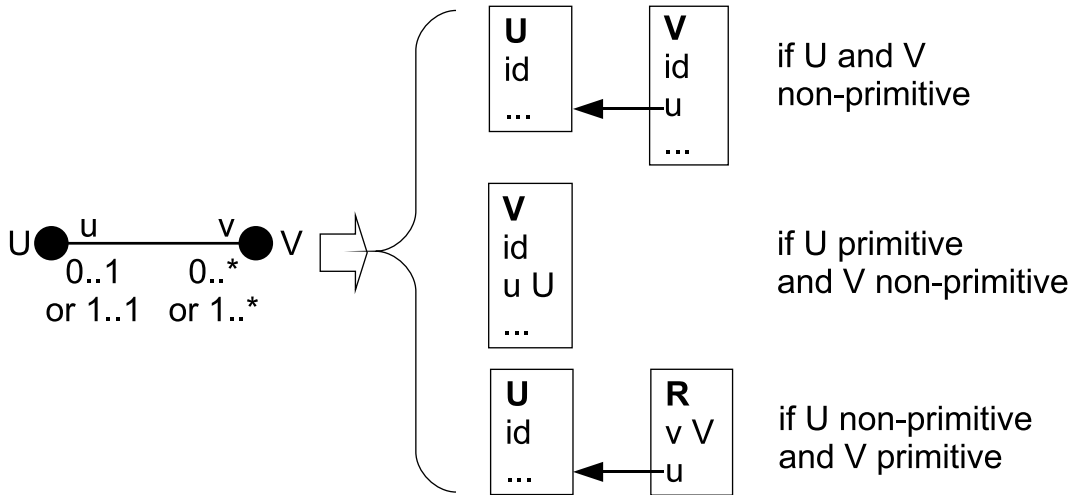 U u v V
0..1 0..*
or 1..1 or 1..*
U
id
...
V
id
u
...
if U and V
non-primitive
V
id
u U
...
if U primitive
and V non-primitive
U
id
...
R
v V
u
if U non-primitive
and V primitive